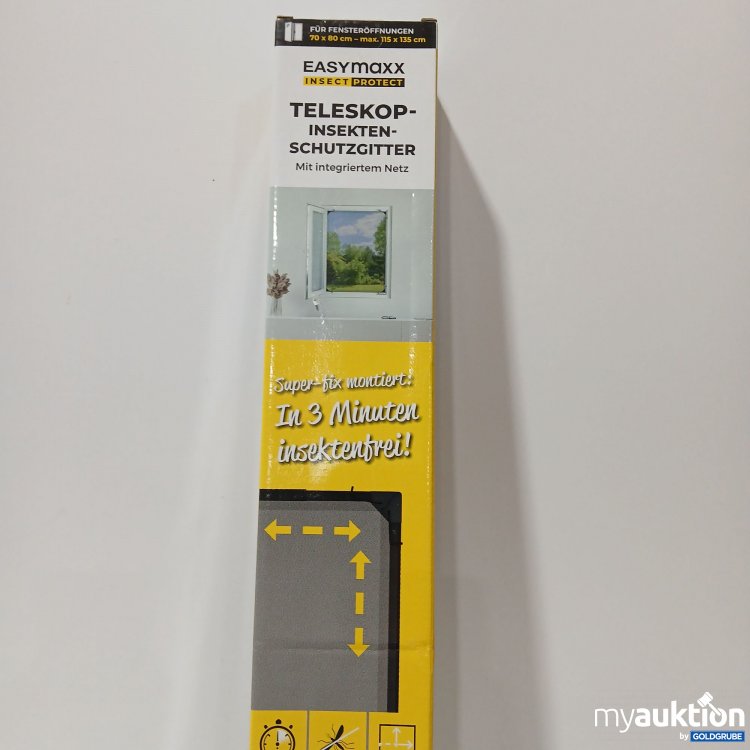 FÜR FENSTERÖFFNUNGEN
70 x 80 cm – max. 115 x 135 cm
EASYmaxx
INSECT PROTECT
TELESKOP-
INSEKTEN-
SCHUTZGITTER
Mit integriertem Netz
Super-fix montiert:
In 3 Minuten
insektenfrei!
myauktion
by GOLDGRUBE